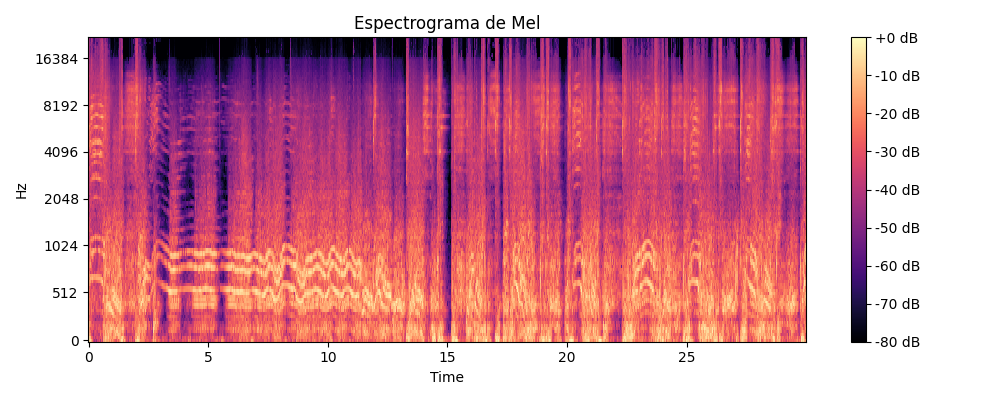 Espectrograma de Mel
Hz
16384
8192
4096
2048
1024
512
0
0 5 10 15 20 25
Time
+0 dB
-10 dB
-20 dB
-30 dB
-40 dB
-50 dB
-60 dB
-70 dB
-80 dB